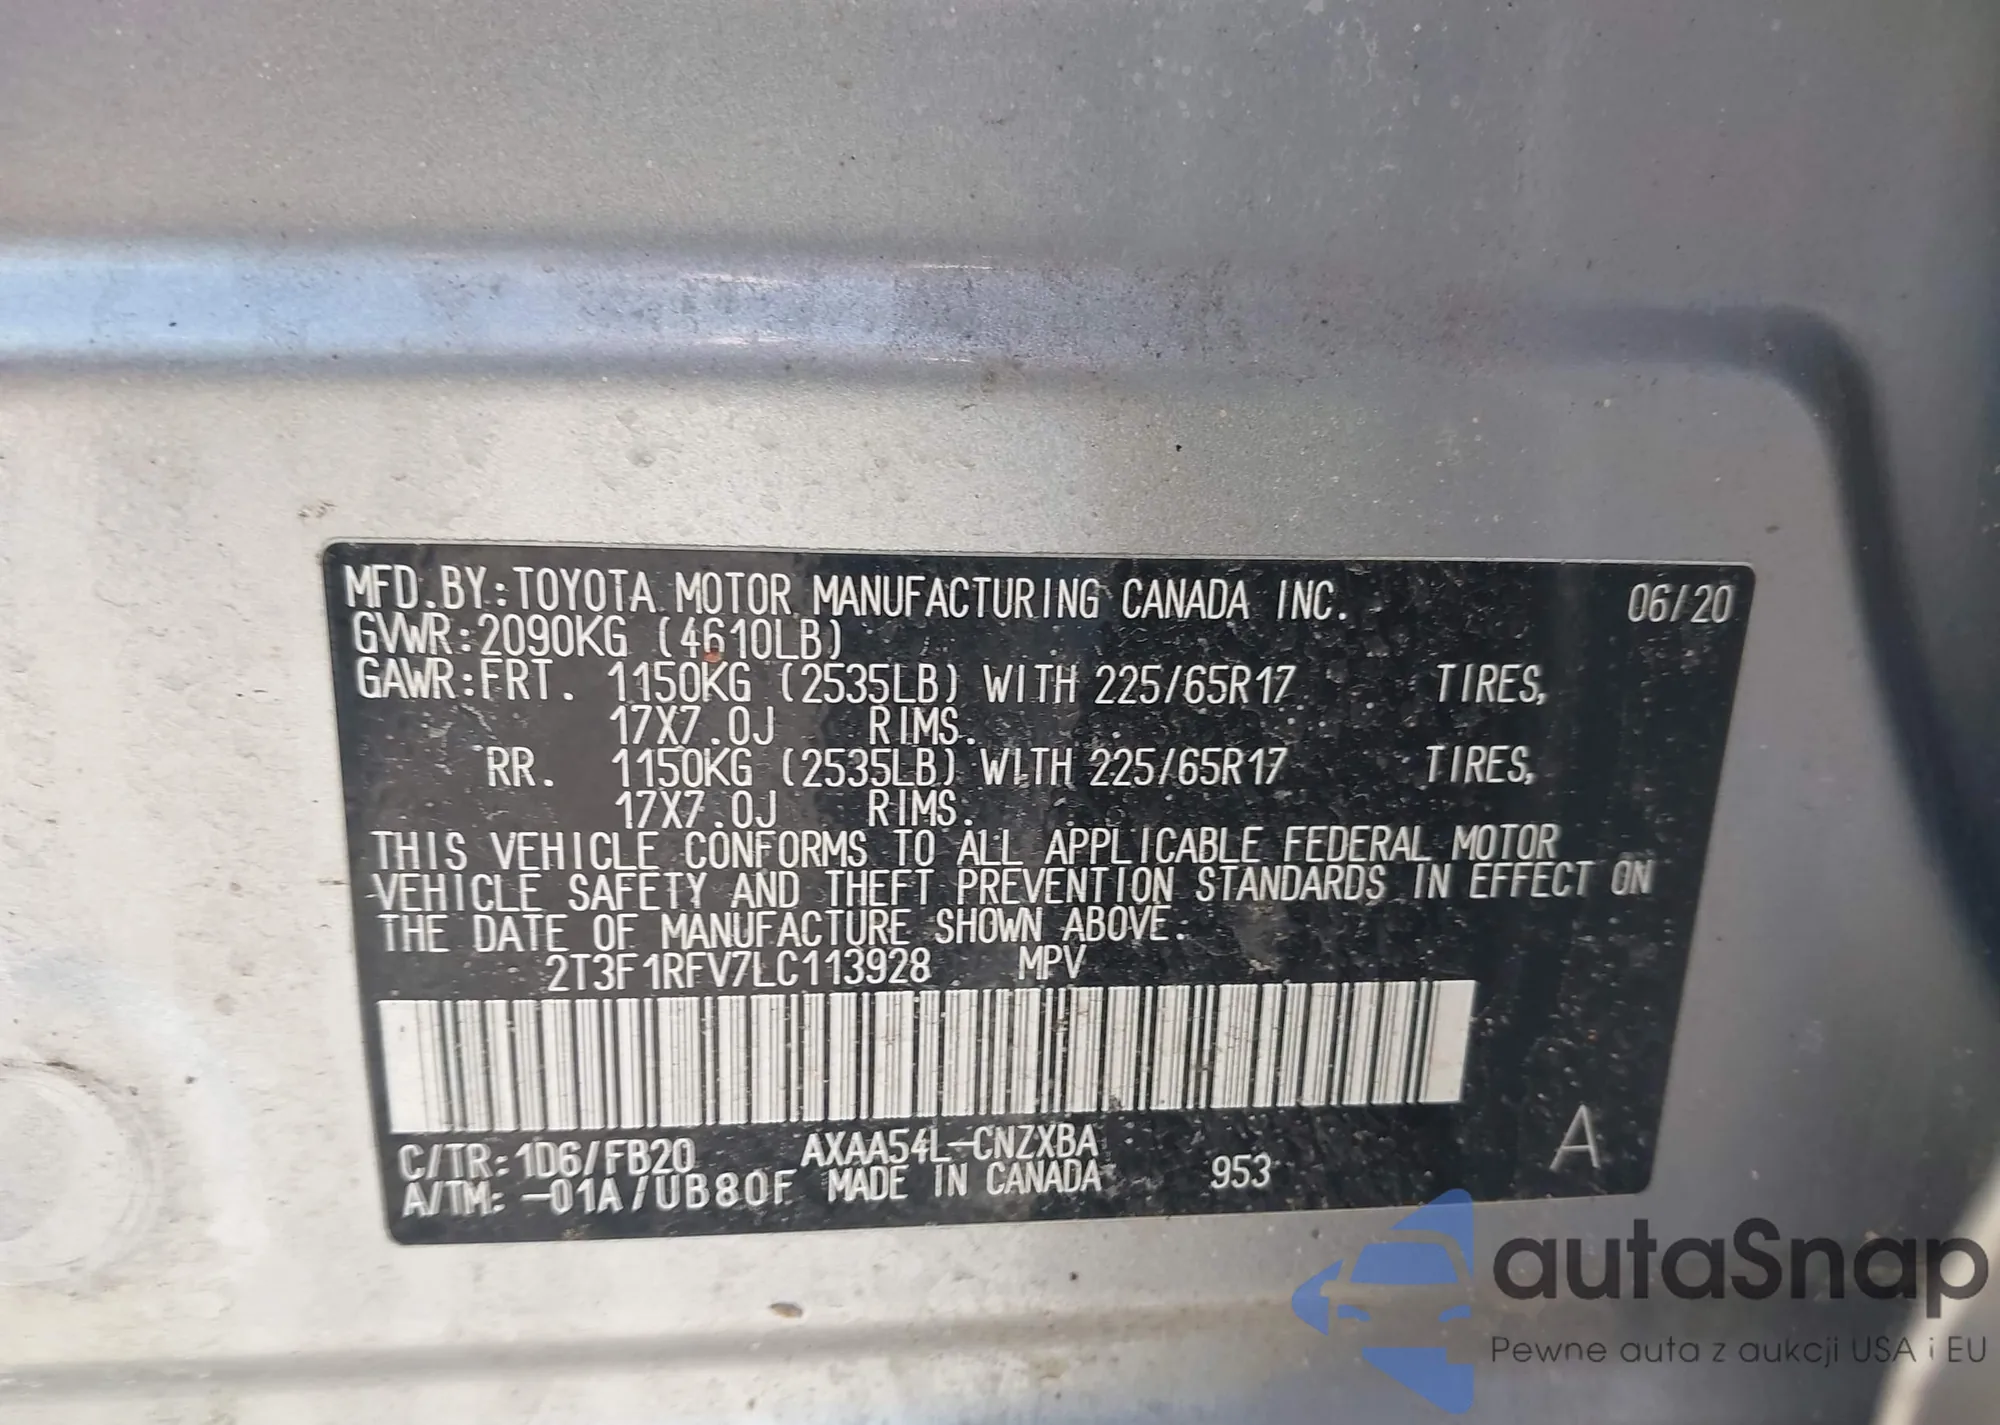 MFD.BY:TOYOTA MOTOR MANUFACTURING CANADA INC. 06/20
GVWR:2090KG (4610LB)
GAWR:FRT. 1150KG (2535LB) WITH 225/65R17 TIRES,
17X7.0J RIMS.
RR. 1150KG (2535LB) WITH 225/65R17 TIRES,
17X7.0J RIMS.
THIS VEHICLE CONFORMS TO ALL APPLICABLE FEDERAL MOTOR
VEHICLE SAFETY AND THEFT PREVENTION STANDARDS IN EFFECT ON
THE DATE OF MANUFACTURE SHOWN ABOVE.
2T3F1RFV7LC113928 MPV
C/TR:1D6/FB20 AXAA54L-CNZXBA
A/TM:-01A/UB80F MADE IN CANADA 953 A
autaSnap
Pewne auta z aukcji USA i EU